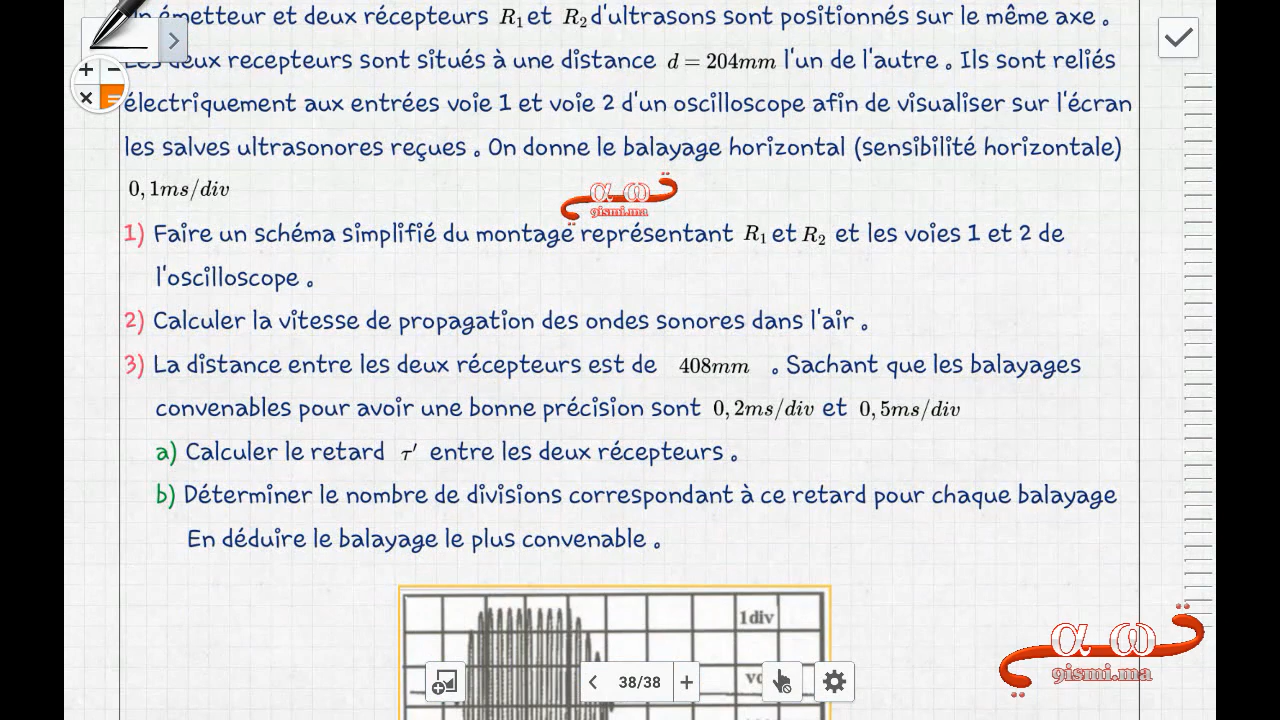 émetteur et deux récepteurs R₁ et R₂ d'ultrasons sont positionnés sur le même axe .
deux recepteurs sont situés à une distance d = 204mm l'un de l'autre . Ils sont reliés
électriquement aux entrées voie 1 et voie 2 d'un oscilloscope afin de visualiser sur l'écran
les salves ultrasonores reçues . On donne le balayage horizontal (sensibilité horizontale)
0,1ms/div
α ω
gismi.ma
1) Faire un schéma simplifié du montage représentant R₁ et R₂ et les voies 1 et 2 de
l'oscilloscope .
2) Calculer la vitesse de propagation des ondes sonores dans l'air .
3) La distance entre les deux récepteurs est de 408mm . Sachant que les balayages
convenables pour avoir une bonne précision sont 0,2ms/div et 0,5ms/div
a) Calculer le retard τ' entre les deux récepteurs .
b) Déterminer le nombre de divisions correspondant à ce retard pour chaque balayage
En déduire le balayage le plus convenable .
1div
38/38
α ω
gismi.ma